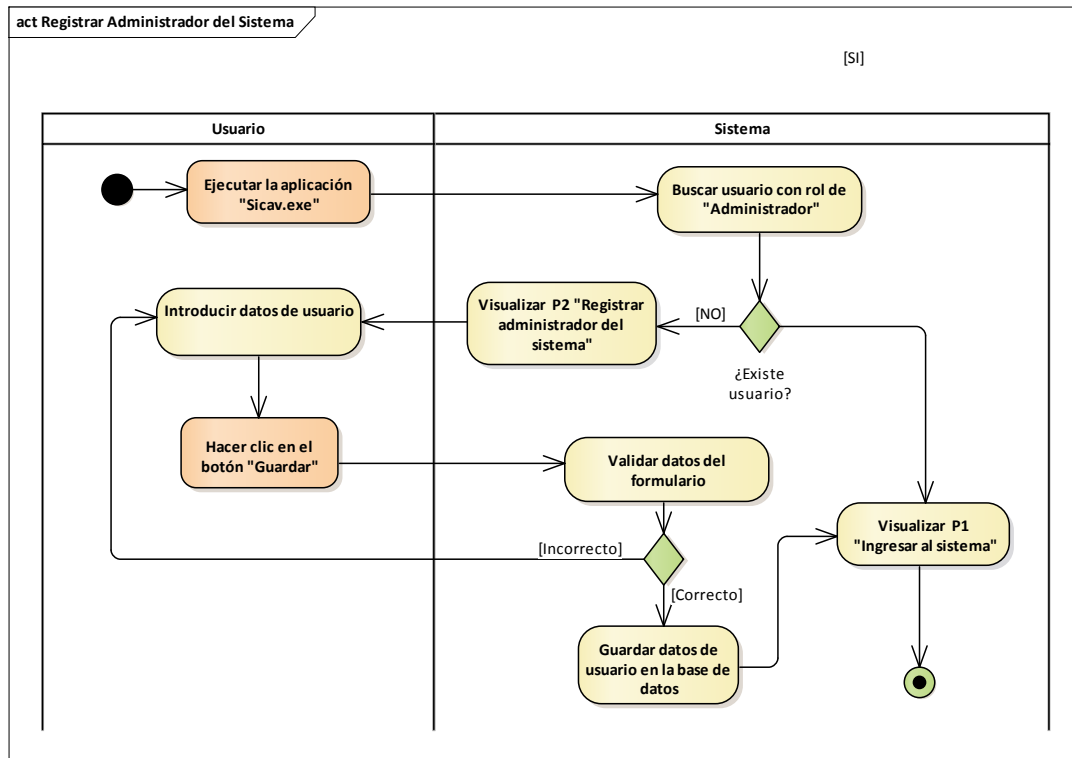 act Registrar Administrador del Sistema
[SI]
Usuario
Sistema
Ejecutar la aplicación
"Sicav.exe"
Buscar usuario con rol de
"Administrador"
Introducir datos de usuario
Visualizar P2 "Registrar
administrador del
sistema"
[NO]
¿Existe
usuario?
Hacer clic en el
botón "Guardar"
Validar datos del
formulario
Visualizar P1
"Ingresar al sistema"
[Incorrecto]
[Correcto]
Guardar datos de
usuario en la base de
datos